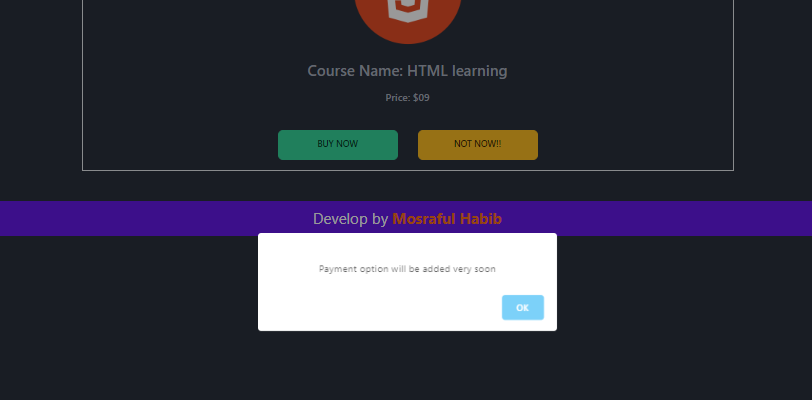 Course Name: HTML learning
Price: $09
BUY NOW
NOT NOW!!
Develop by Mosraful Habib
Payment option will be added very soon
OK